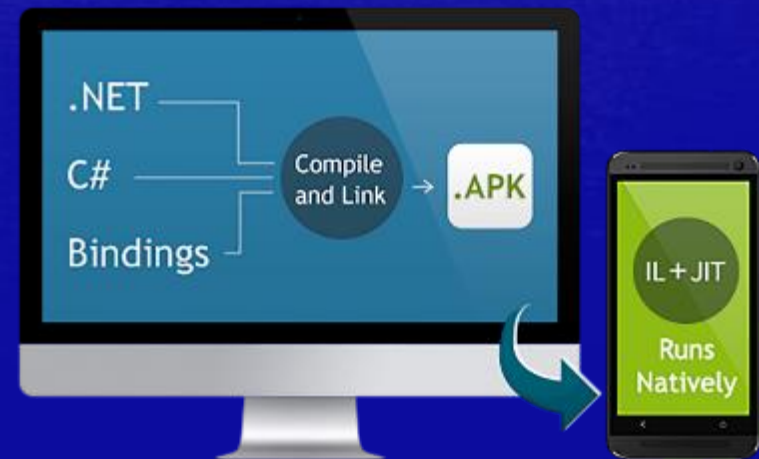 .NET
C#
Bindings
Compile
and Link
.APK
IL+JIT
Runs
Natively